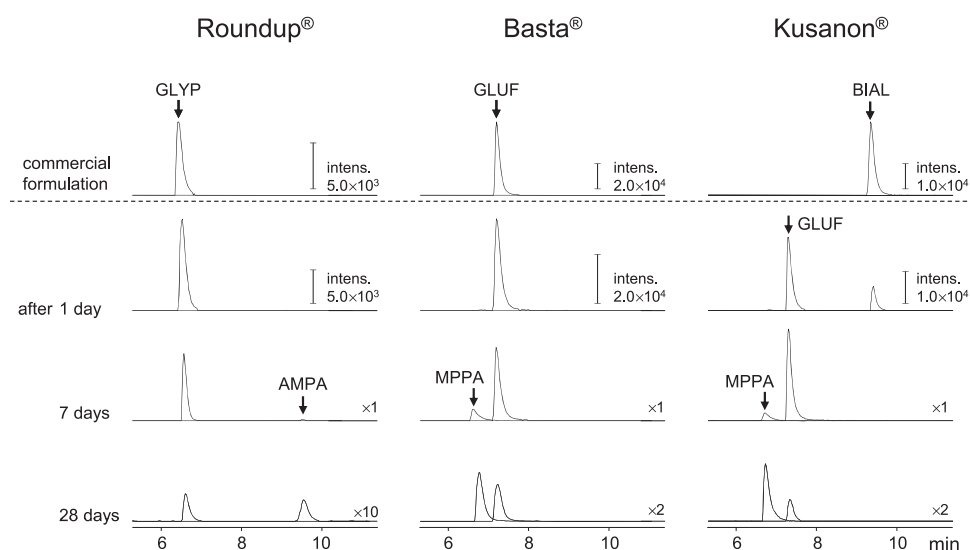 Roundup® Basta® Kusanon®
GLYP GLUF BIAL
commercial
formulation
intens.
5.0×10³
intens.
2.0×10⁴
intens.
1.0×10⁴
GLUF
after 1 day
intens.
5.0×10³
intens.
2.0×10⁴
intens.
1.0×10⁴
AMPA MPPA MPPA
7 days ×1 ×1 ×1
28 days ×10 ×2 ×2
6 8 10 6 8 10 6 8 10 min